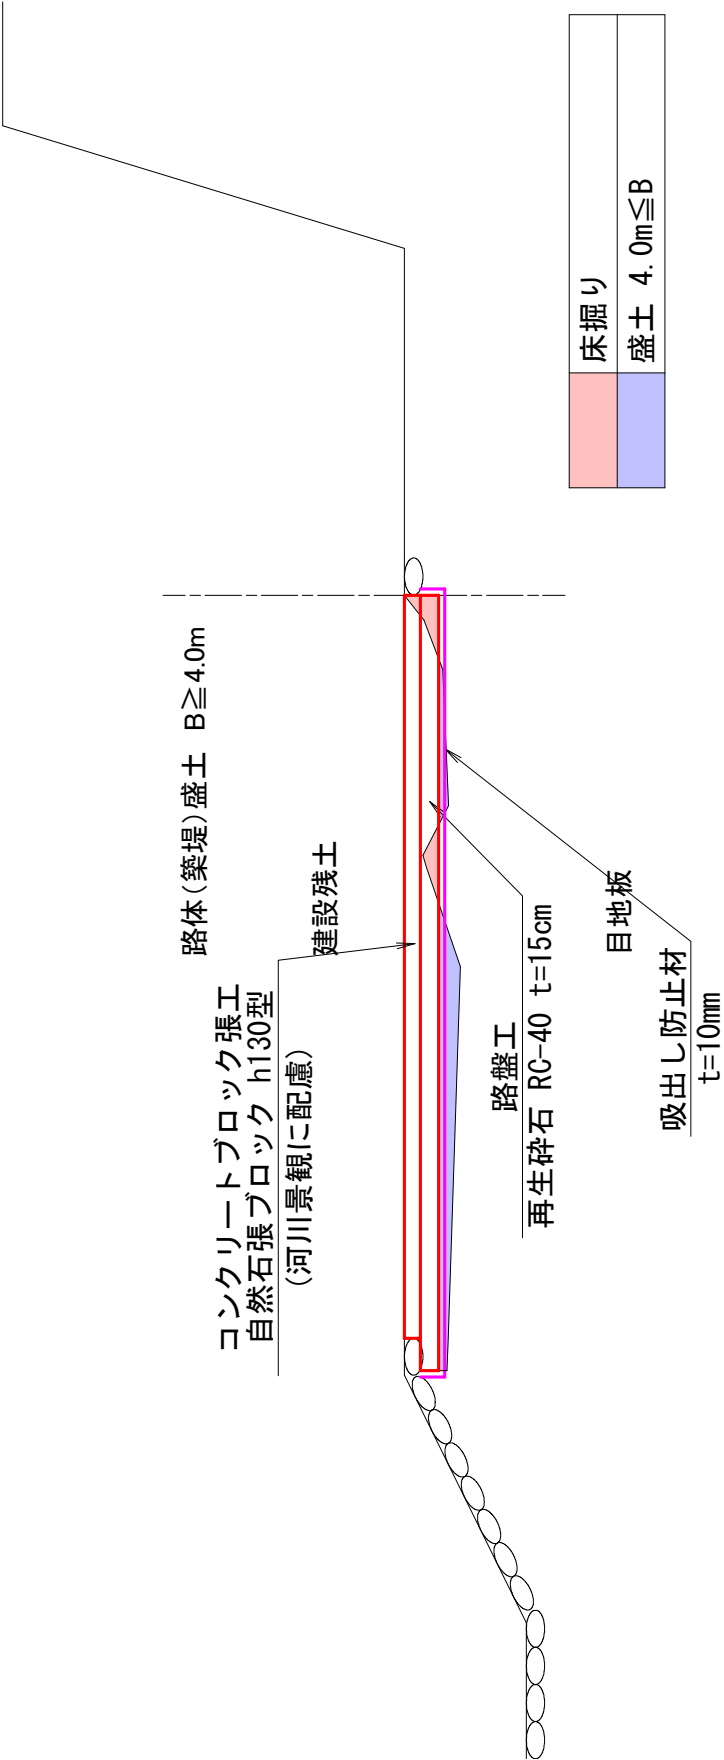 路体(築堤)盛土 B≧4.0m
建設残土
コンクリートブロック張工
自然石張ブロック h130型
(河川景観に配慮)
路盤工
再生砕石 RC-40 t=15cm
目地板
吸出し防止材
t=10mm
床掘り
盛土 4.0m≦B